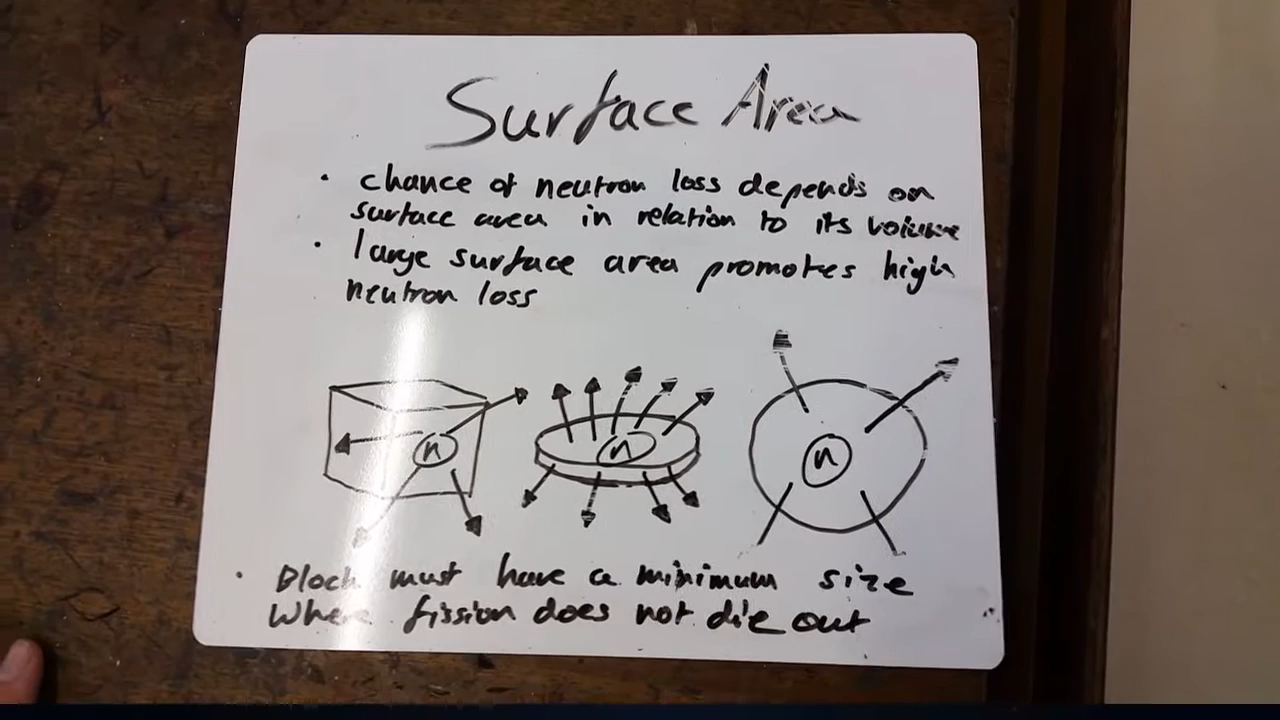 Surface Area
• chance of neutron loss depends on
surface area in relation to its volume
• large surface area promotes high
neutron loss
n
n
n
• Block must have a minimum size
where fission does not die out